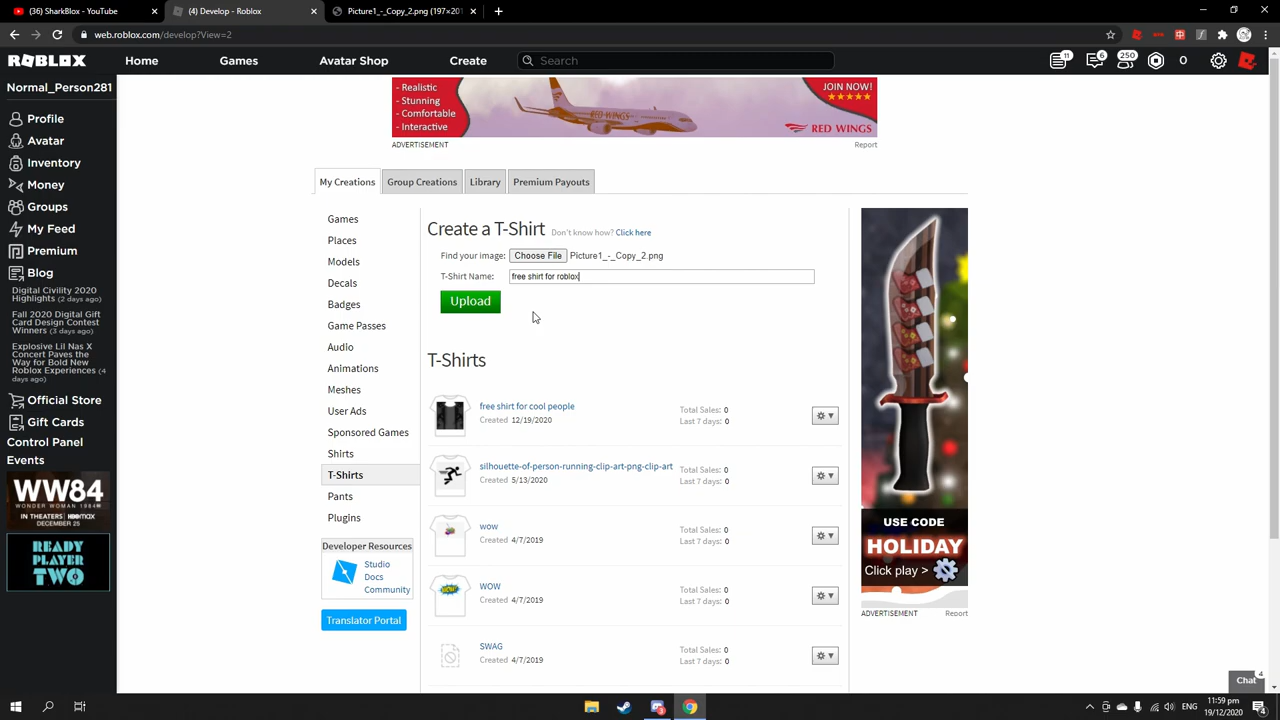 (36) SharkBlox - YouTube
(4) Develop - Roblox
Picture1_-_Copy_2.png (197×201
web.roblox.com/develop?View=2
ROBLOX
Home
Games
Avatar Shop
Create
Search
11
6
250
0
Normal_Person281
Profile
Avatar
Inventory
Money
Groups
My Feed
Premium
Blog
Digital Civility 2020
Highlights (2 days ago)
Fall 2020 Digital Gift
Card Design Contest
Winners (3 days ago)
Explosive Lil Nas X
Concert Paves the
Way for Bold New
Roblox Experiences (4
days ago)
Official Store
Gift Cards
Control Panel
Events
WW84
WONDER WOMAN 1984
IN THEATERS | HBOMAX
DECEMBER 25
READY
PLAYER
TWO
- Realistic
- Stunning
- Comfortable
- Interactive
JOIN NOW!
RED WINGS
ADVERTISEMENT
Report
My Creations
Group Creations
Library
Premium Payouts
Games
Places
Models
Decals
Badges
Game Passes
Audio
Animations
Meshes
User Ads
Sponsored Games
Shirts
T-Shirts
Pants
Plugins
Developer Resources
Studio
Docs
Community
Translator Portal
Create a T-Shirt
Don't know how? Click here
Find your image: Choose File Picture1_-_Copy_2.png
T-Shirt Name: free shirt for roblox
Upload
T-Shirts
free shirt for cool people
Created 12/19/2020
Total Sales: 0
Last 7 days: 0
silhouette-of-person-running-clip-art-png-clip-art
Created 5/13/2020
Total Sales: 0
Last 7 days: 0
wow
Created 4/7/2019
Total Sales: 0
Last 7 days: 0
WOW!
WOW
Created 4/7/2019
Total Sales: 0
Last 7 days: 0
SWAG
Created 4/7/2019
Total Sales: 0
Last 7 days: 0
USE CODE
HOLIDAY
Click play >
ADVERTISEMENT
Report
Chat
4
11:59 pm
19/12/2020
4